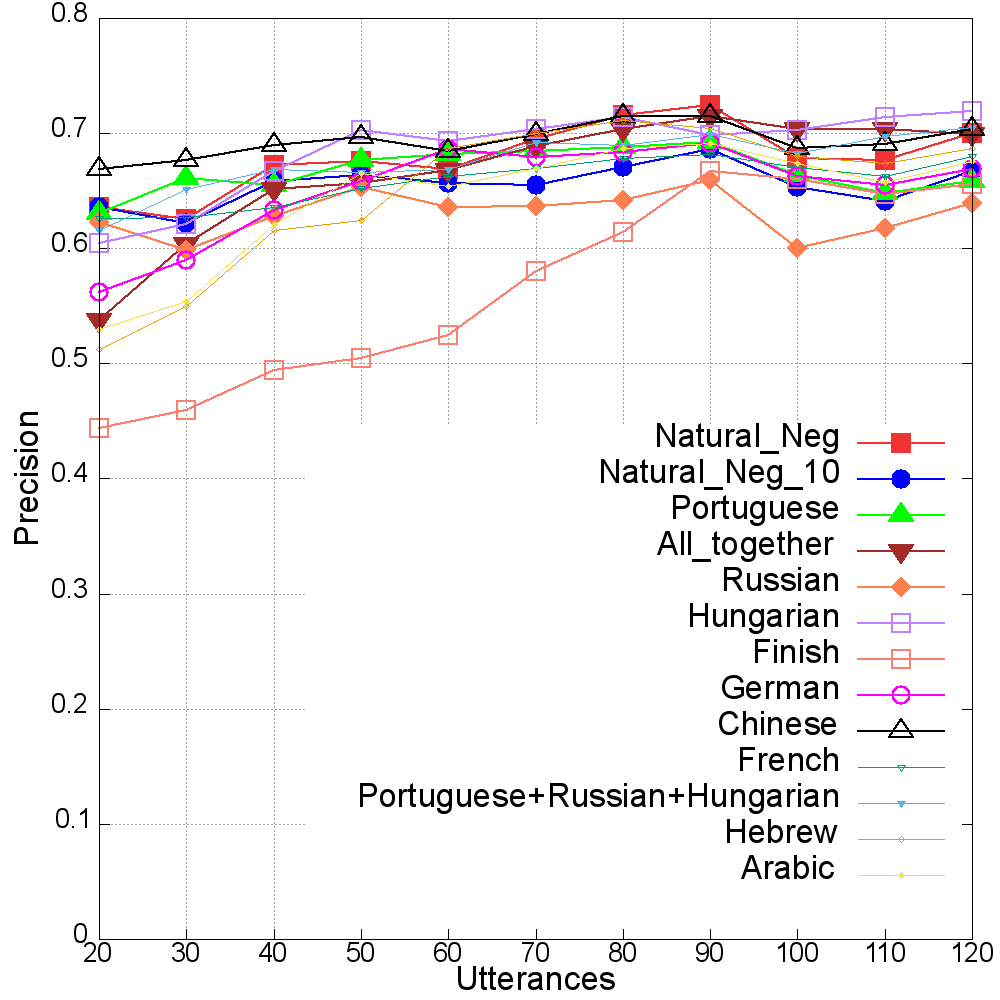 0.8
0.7
0.6
0.5
0.4
0.3
0.2
0.1
0
Precision
Natural_Neg
Natural_Neg_10
Portuguese
All_together
Russian
Hungarian
Finish
German
Chinese
French
Portuguese+Russian+Hungarian
Hebrew
Arabic
20 30 40 50 60 70 80 90 100 110 120
Utterances